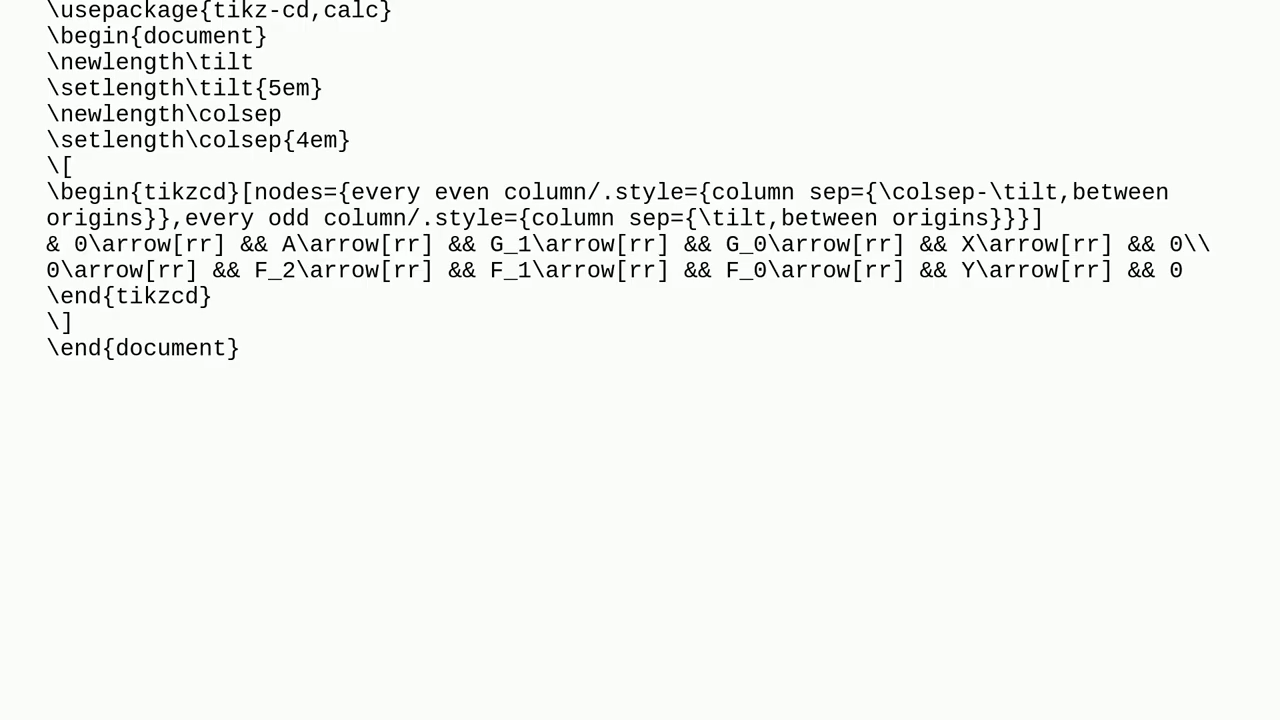 \usepackage{tikz-cd,calc}
\begin{document}
\newlength\tilt
\setlength\tilt{5em}
\newlength\colsep
\setlength\colsep{4em}
\[
\begin{tikzcd}[nodes={every even column/.style={column sep={\colsep-\tilt,between
origins}},every odd column/.style={column sep={\tilt,between origins}}}]
& 0\arrow[rr] && A\arrow[rr] && G_1\arrow[rr] && G_0\arrow[rr] && X\arrow[rr] && 0\\
0\arrow[rr] && F_2\arrow[rr] && F_1\arrow[rr] && F_0\arrow[rr] && Y\arrow[rr] && 0
\end{tikzcd}
\]
\end{document}